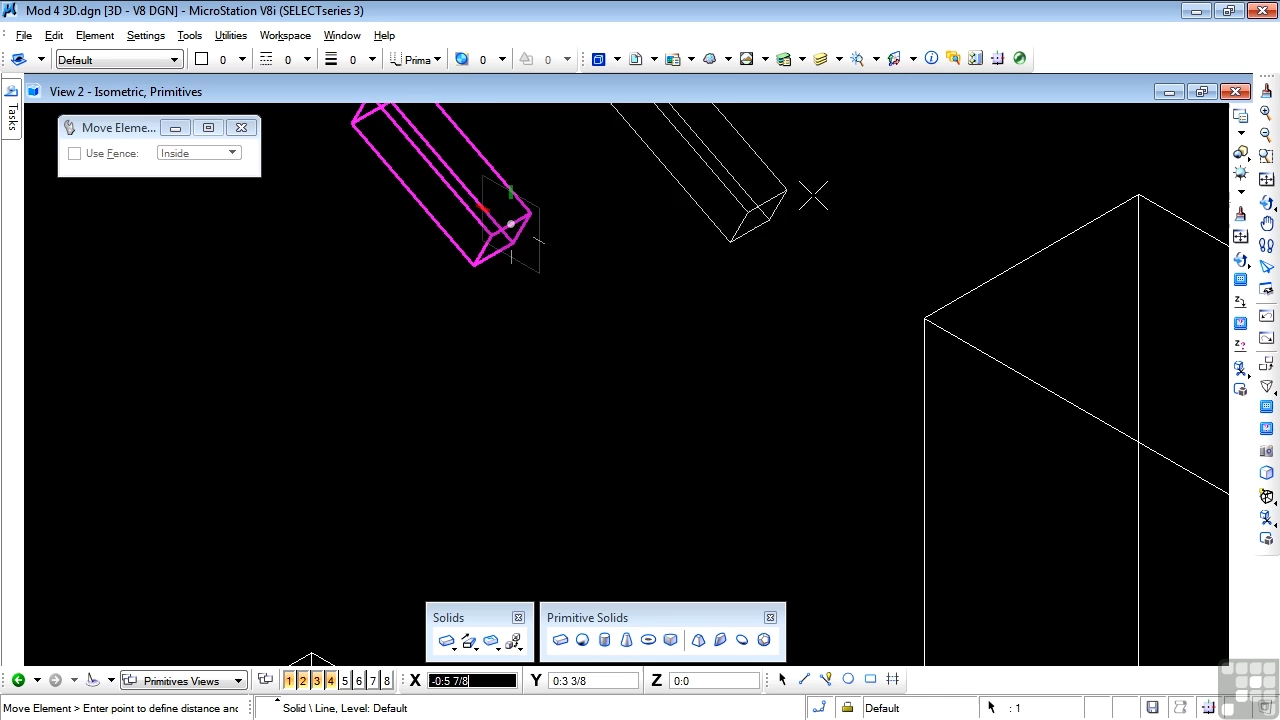 Mod 4 3D.dgn [3D - V8 DGN] - MicroStation V8i (SELECTseries 3)
File Edit Element Settings Tools Utilities Workspace Window Help
Default 0 0 0 Prima 0 0
View 2 - Isometric, Primitives
Tasks
Move Eleme...
Use Fence: Inside
Solids Primitive Solids
Primitives Views 1 2 3 4 5 6 7 8 X -0:5 7/8 Y 0:3 3/8 Z 0:0
Move Element > Enter point to define distance and Solid \ Line, Level: Default Default : 1